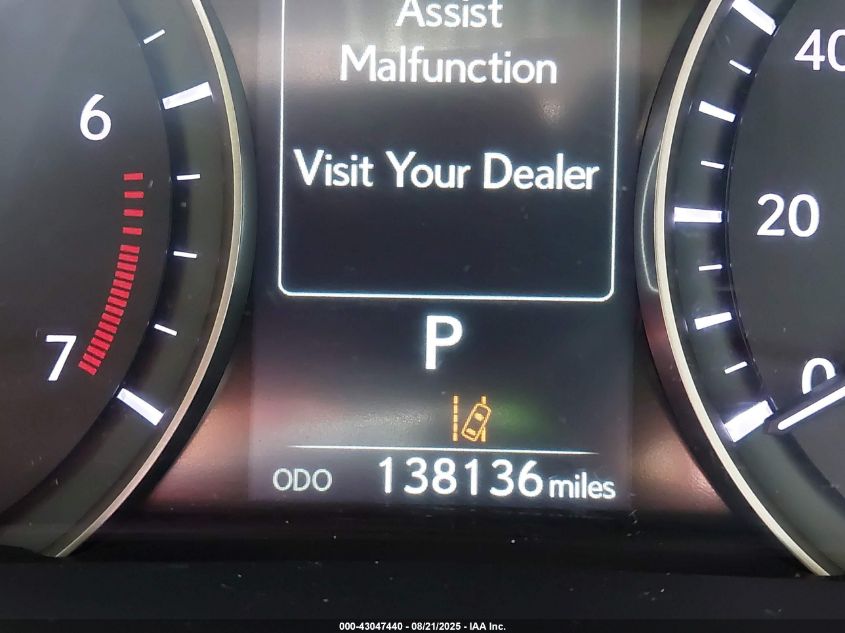 Assist
Malfunction
Visit Your Dealer
6
7
40
20
0
P
ODO 138136 miles
000-43047440 - 08/21/2025 - IAA Inc.